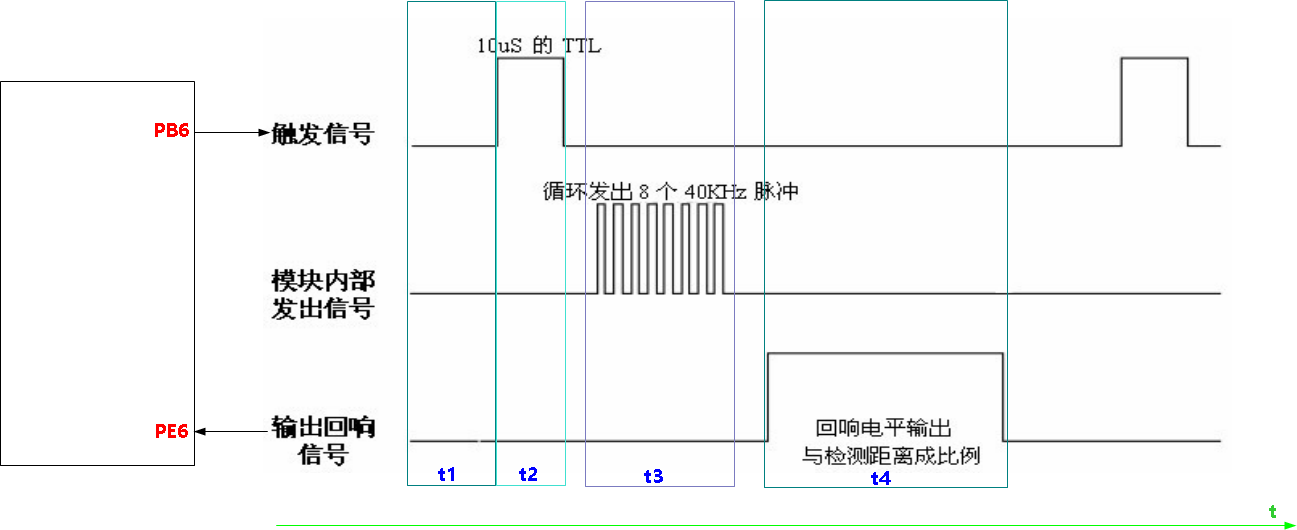 10uS 的 TTL
PB6
触发信号
循环发出 8 个 40KHz 脉冲
模块内部
发出信号
PE6
输出回响
信号
回响电平输出
与检测距离成比例
t1
t2
t3
t4
t